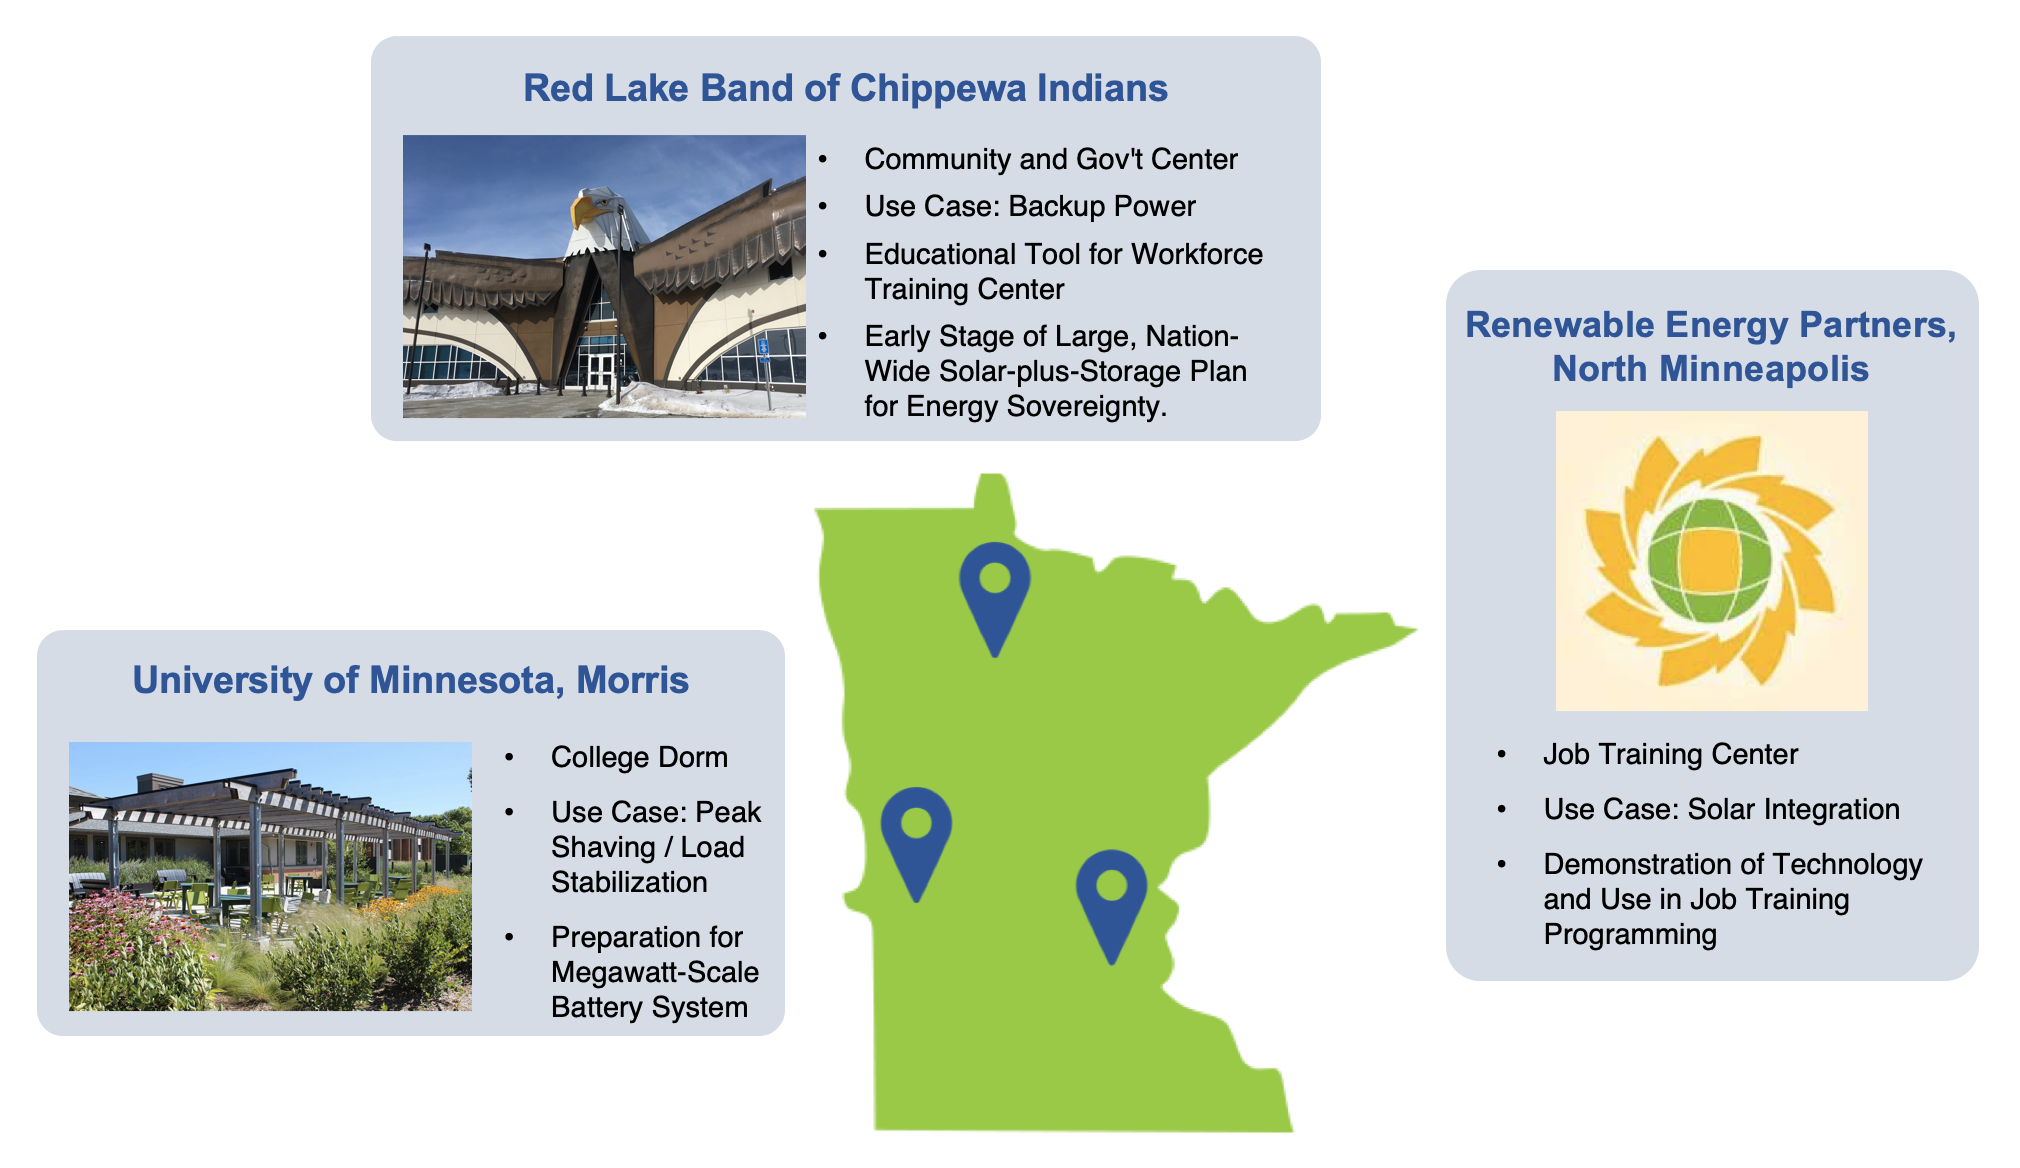 Red Lake Band of Chippewa Indians
• Community and Gov't Center
• Use Case: Backup Power
• Educational Tool for Workforce
Training Center
• Early Stage of Large, Nation-
Wide Solar-plus-Storage Plan
for Energy Sovereignty.
Renewable Energy Partners,
North Minneapolis
• Job Training Center
• Use Case: Solar Integration
• Demonstration of Technology
and Use in Job Training
Programming
University of Minnesota, Morris
• College Dorm
• Use Case: Peak
Shaving / Load
Stabilization
• Preparation for
Megawatt-Scale
Battery System